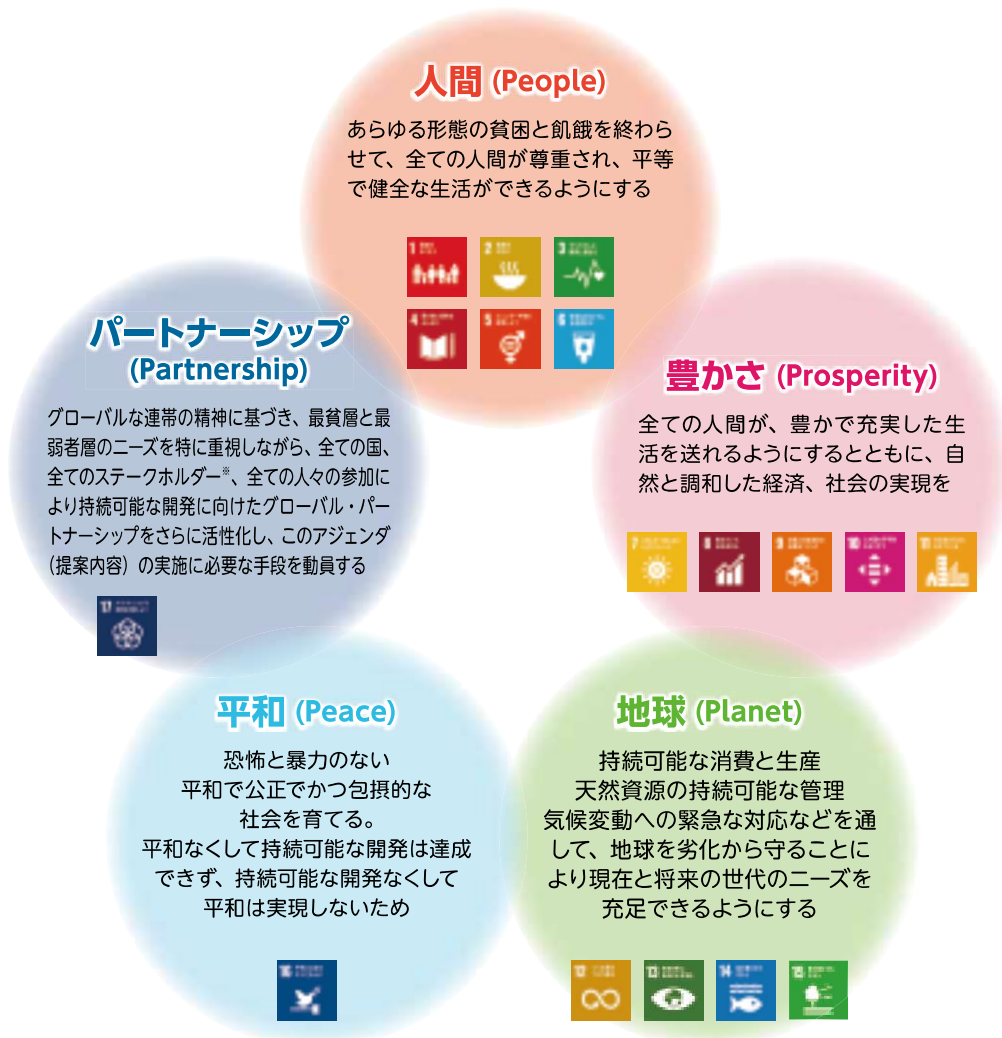 人間 (People)
あらゆる形態の貧困と飢餓を終わら
せて、全ての人間が尊重され、平等
で健全な生活ができるようにする
1
2
3
4
5
6
パートナーシップ
(Partnership)
グローバルな連帯の精神に基づき、最貧層と最
弱者層のニーズを特に重視しながら、全ての国、
全てのステークホルダー※、全ての人々の参加に
より持続可能な開発に向けたグローバル・パー
トナーシップをさらに活性化し、このアジェンダ
（提案内容）の実施に必要な手段を動員する
17
豊かさ (Prosperity)
全ての人間が、豊かで充実した生
活を送れるようにするとともに、自
然と調和した経済、社会の実現を
7
8
9
10
11
平和 (Peace)
恐怖と暴力のない
平和で公正でかつ包摂的な
社会を育てる。
平和なくして持続可能な開発は達成
できず、持続可能な開発なくして
平和は実現しないため
16
地球 (Planet)
持続可能な消費と生産
天然資源の持続可能な管理
気候変動への緊急な対応などを通
して、地球を劣化から守ることに
より現在と将来の世代のニーズを
充足できるようにする
12
13
14
15